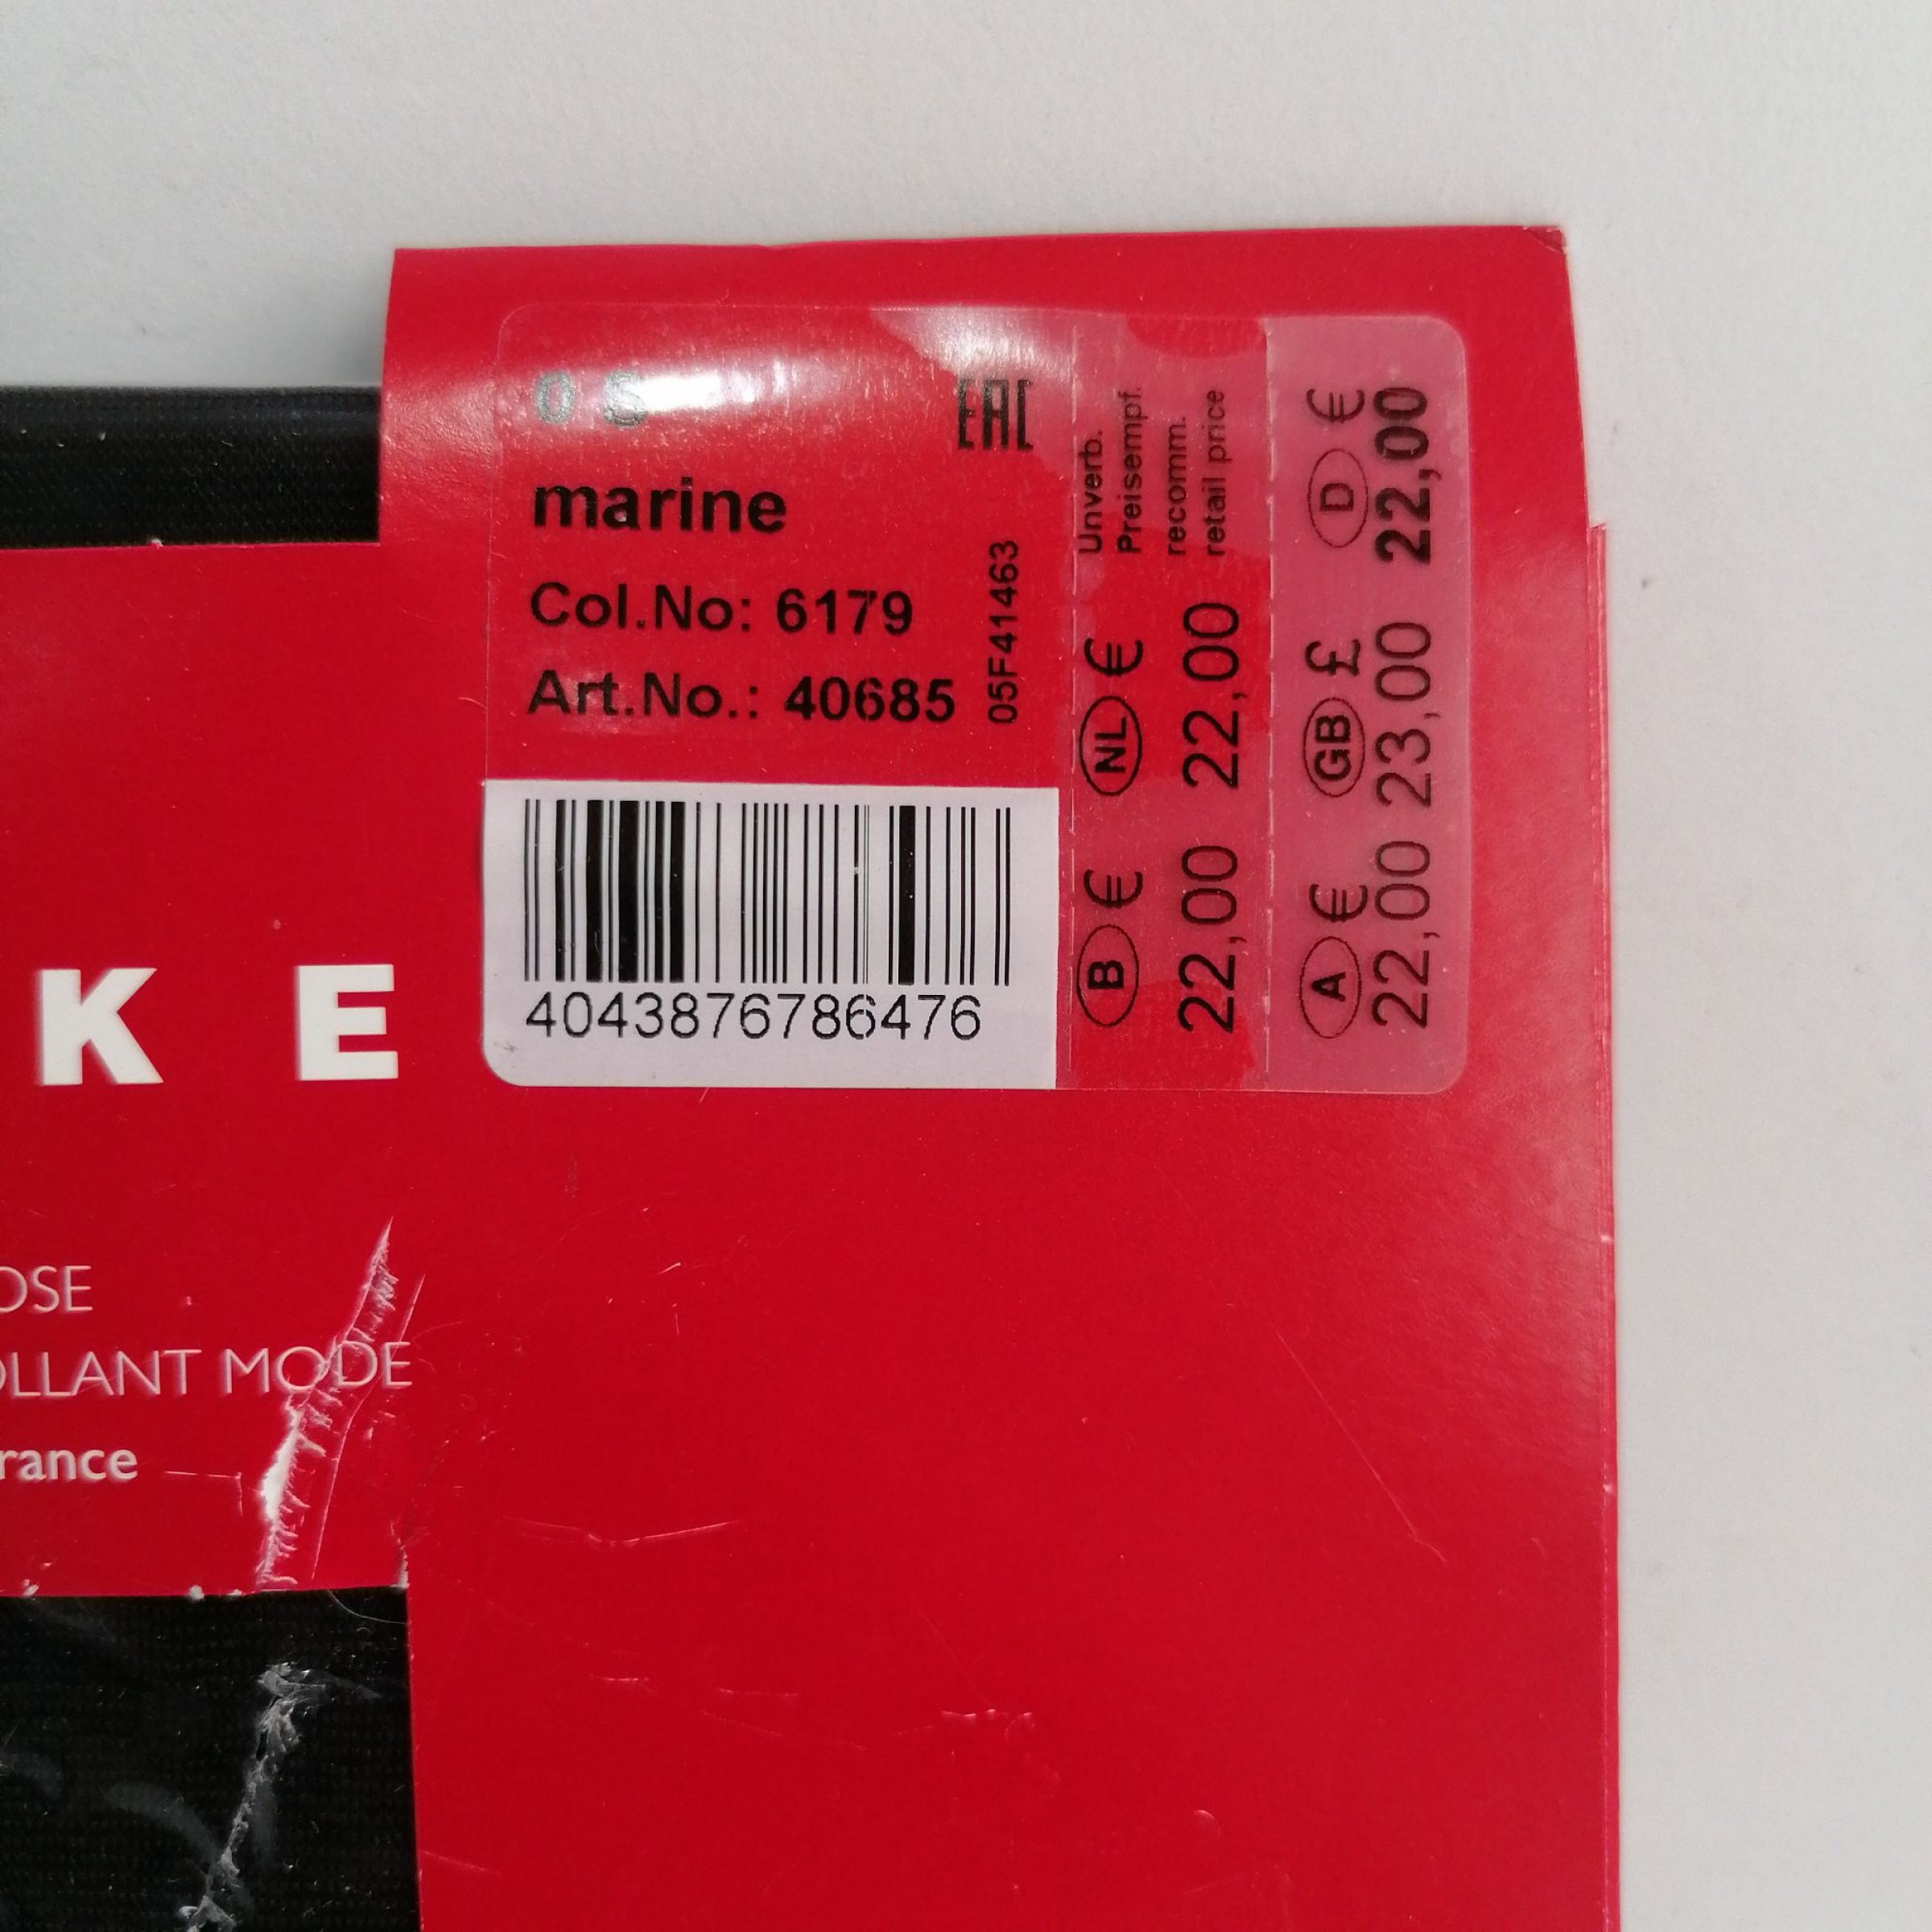 0 S
EAC
marine
Col.No: 6179
Art.No.: 40685
05F41463
4043876786476
Unverb.
Preisempf.
recomm.
retail price
B € NL €
22,00 22,00
A € GB £ D €
22,00 23,00 22,00
KE
OSE
OLLANT MODE
rance